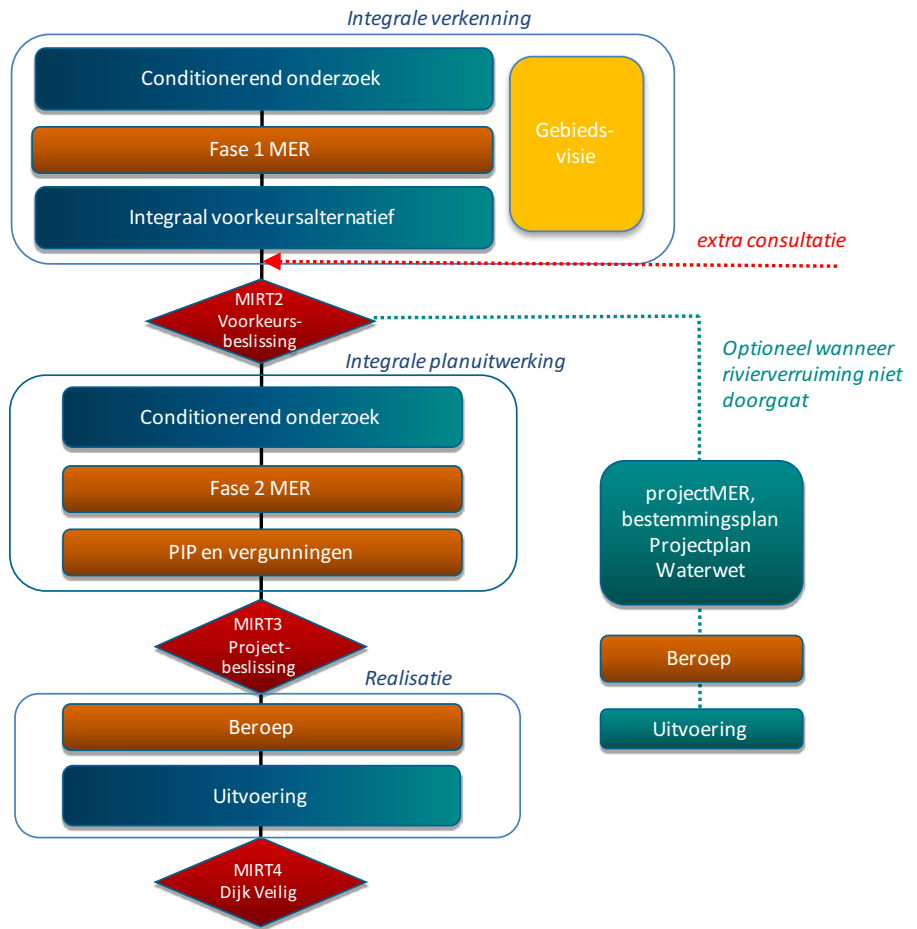 Integrale verkenning
Conditionerend onderzoek
Fase 1 MER
Integraal voorkeursalternatief
Gebieds-
visie
extra consultatie
MIRT2
Voorkeurs-
beslissing
Optioneel wanneer
rivierverruiming niet
doorgaat
Integrale planuitwerking
Conditionerend onderzoek
Fase 2 MER
PIP en vergunningen
projectMER,
bestemmingsplan
Projectplan
Waterwet
MIRT3
Project-
beslissing
Beroep
Uitvoering
Realisatie
Beroep
Uitvoering
MIRT4
Dijk Veilig